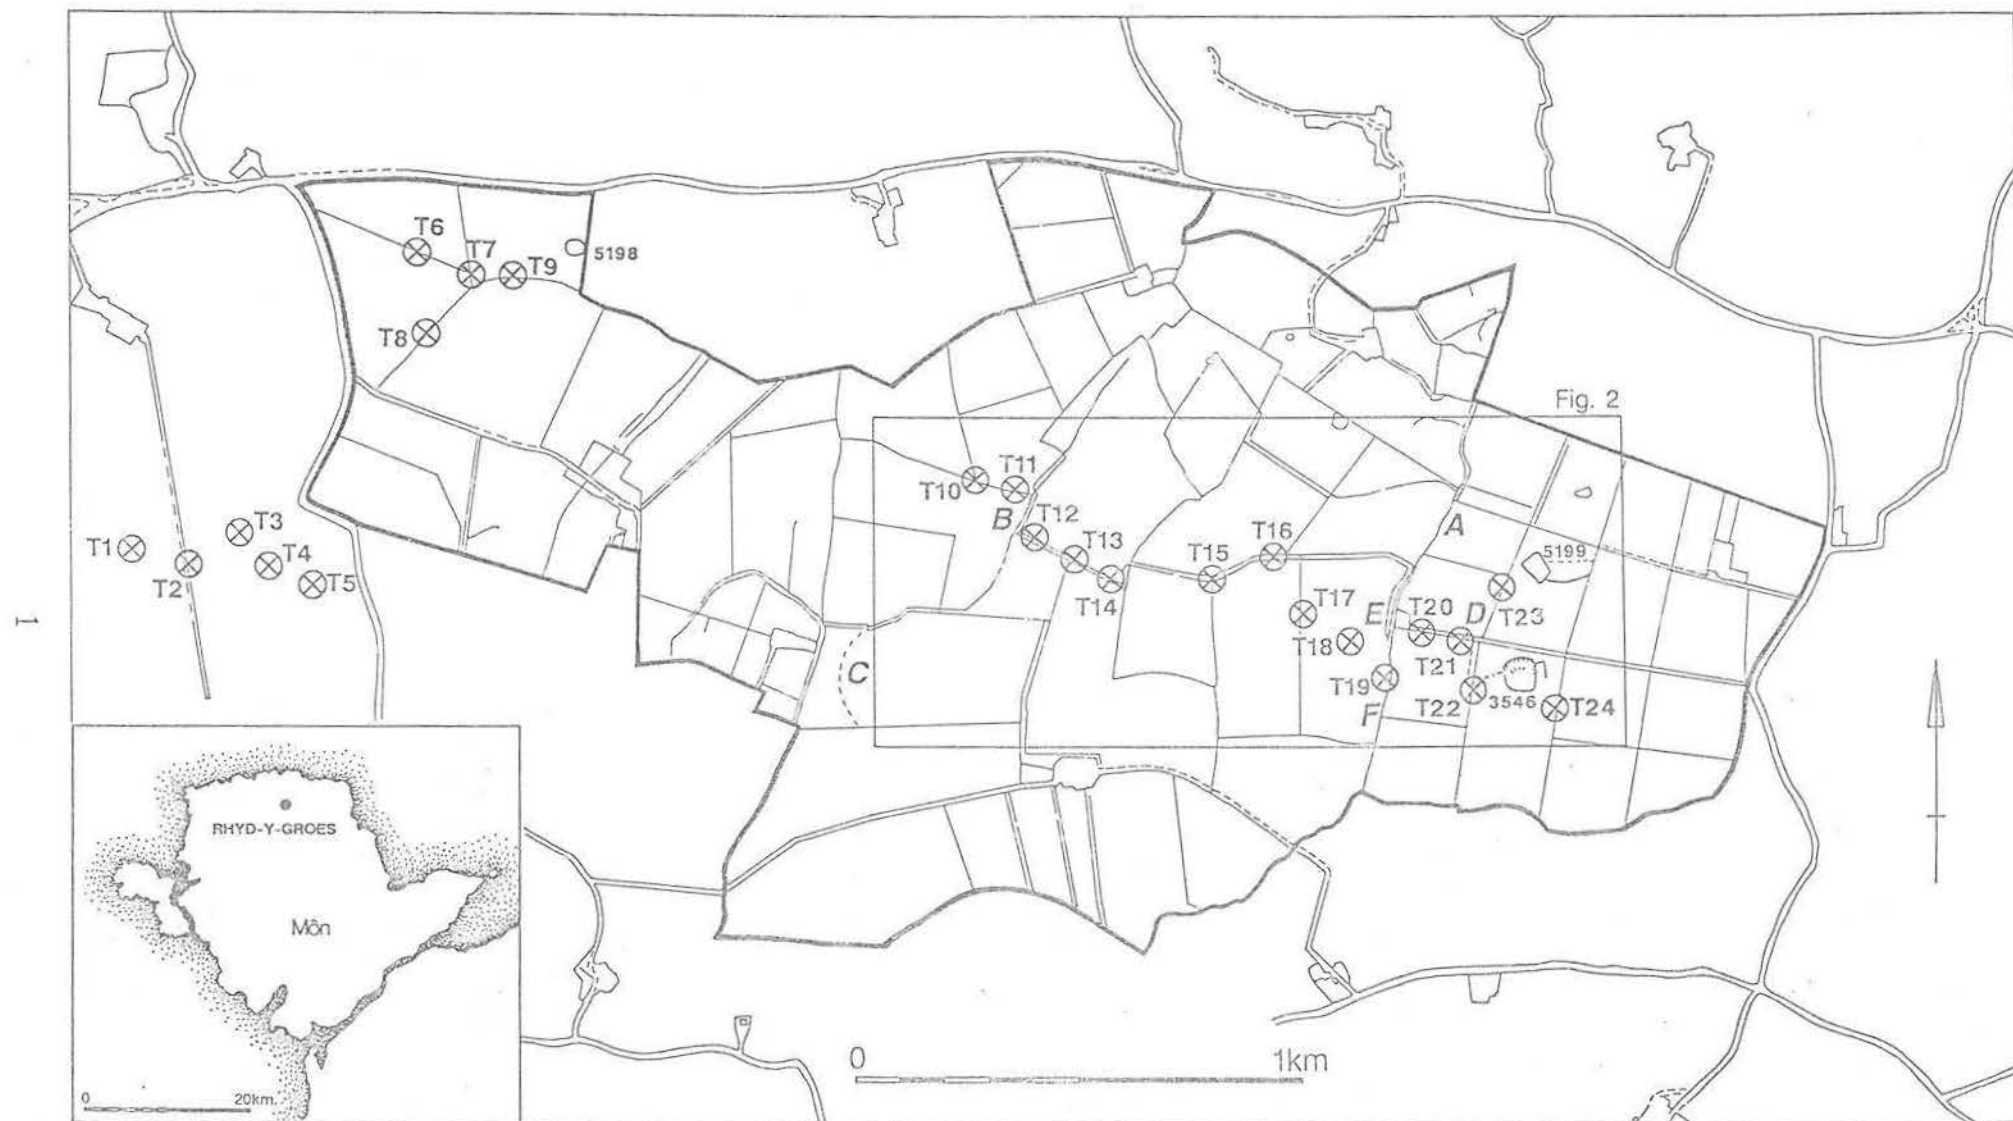 T6
T7
T9
5198
T8
Fig. 2
T11
T10
B
T12
A
T3
T13
T16
T1
T4
T15
5199
T2
T5
T14
T17
E
T20
D
T23
T18
C
T21
T19
T22
3546
T24
F
1
RHYD-Y-GROES
Môn
0
20km.
0
1km